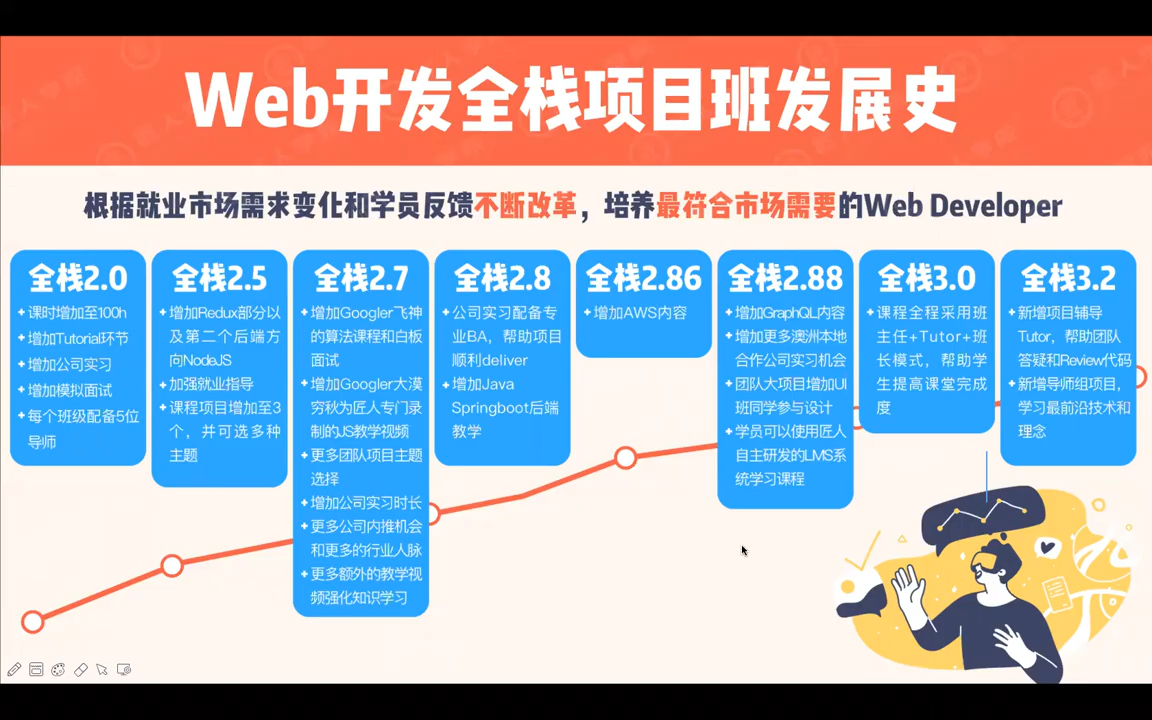 Web开发全栈项目班发展史
根据就业市场需求变化和学员反馈不断改革，培养最符合市场需要的Web Developer
全栈2.0
+课时增加至100h
+增加Tutorial环节
+增加公司实习
+增加模拟面试
+每个班级配备5位
导师
全栈2.5
+增加Redux部分以
及第二个后端方
向NodeJS
+加强就业指导
+课程项目增加至3
个，并可选多种
主题
全栈2.7
+增加Googler飞神
的算法课程和白板
面试
+增加Googler大漠
穷秋为匠人专门录
制的JS教学视频
+更多团队项目主题
选择
+增加公司实习时长
+更多公司内推机会
和更多的行业人脉
+更多额外的教学视
频强化知识学习
全栈2.8
+公司实习配备专
业BA，帮助项目
顺利deliver
+增加Java
Springboot后端
教学
全栈2.86
+增加AWS内容
全栈2.88
+增加GraphQL内容
+增加更多澳洲本地
合作公司实习机会
+团队大项目增加UI
班同学参与设计
+学员可以使用匠人
自主研发的LMS系
统学习课程
全栈3.0
+课程全程采用班
主任+Tutor+班
长模式，帮助学
生提高课堂完成
度
全栈3.2
+新增项目辅导
Tutor，帮助团队
答疑和Review代码
+新增导师组项目，
学习最前沿技术和
理念